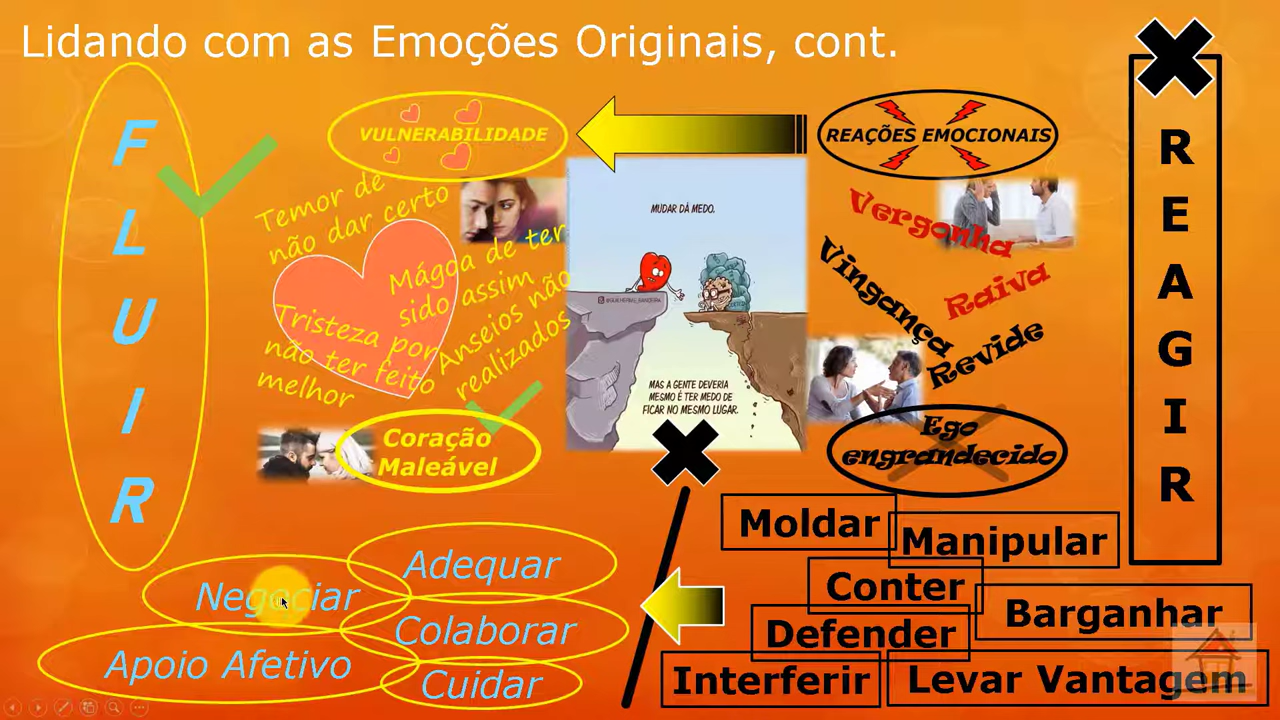 Lidando com as Emoções Originais, cont.
FLUIR
VULNERABILIDADE
Temor de
não dar certo
Mágoa de ter
sido assim
Tristeza por
não ter feito
melhor
Anseios não
realizados
Coração
Maleável
MUDAR DÁ MEDO.
MAS A GENTE DEVERIA
MESMO É TER MEDO DE
FICAR NO MESMO LUGAR.
REAÇÕES EMOCIONAIS
Vergonha
Raiva
Vingança
Revide
Ego
engrandecido
REAGIR
Adequar
Negociar
Colaborar
Apoio Afetivo
Cuidar
Moldar
Manipular
Conter
Barganhar
Defender
Interferir
Levar Vantagem